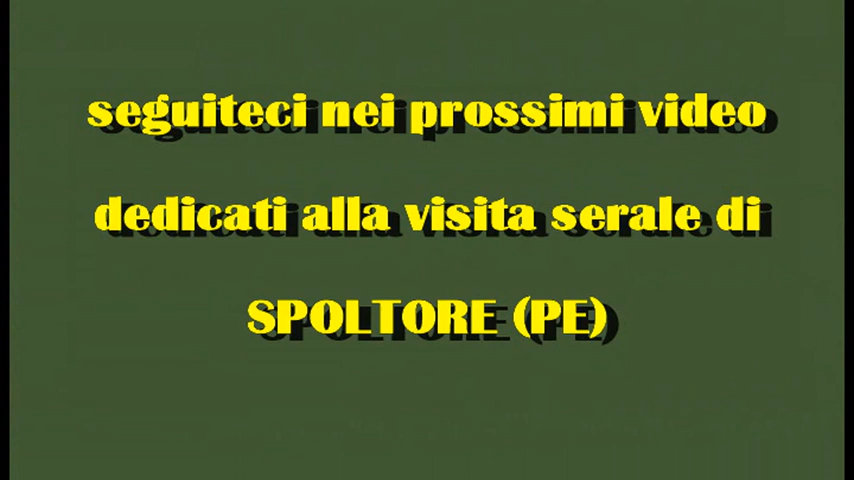 seguiteci nei prossimi video
dedicati alla visita serale di
SPOLTORE (PE)